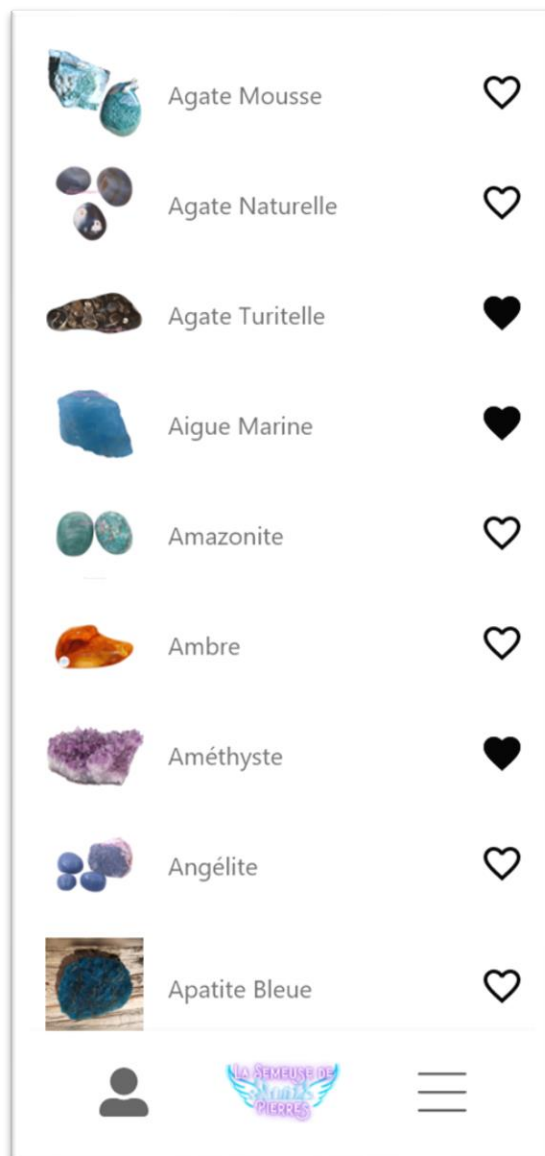 Agate Mousse
Agate Naturelle
Agate Turitelle
Aigue Marine
Amazonite
Ambre
Améthyste
Angélite
Apatite Bleue
LA SEMEUSE DE
PIERRES